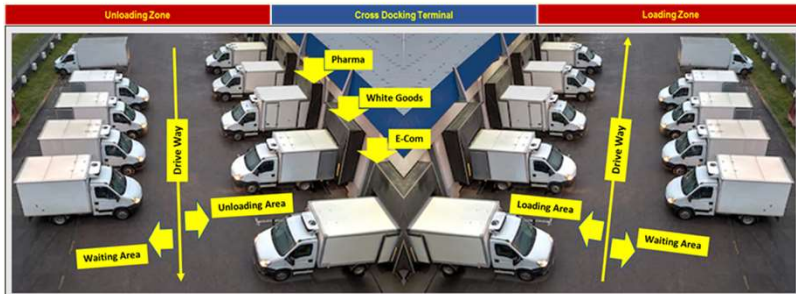 Unloading Zone
Cross Docking Terminal
Loading Zone
Pharma
White Goods
E-Com
Drive Way
Drive Way
Unloading Area
Loading Area
Waiting Area
Waiting Area